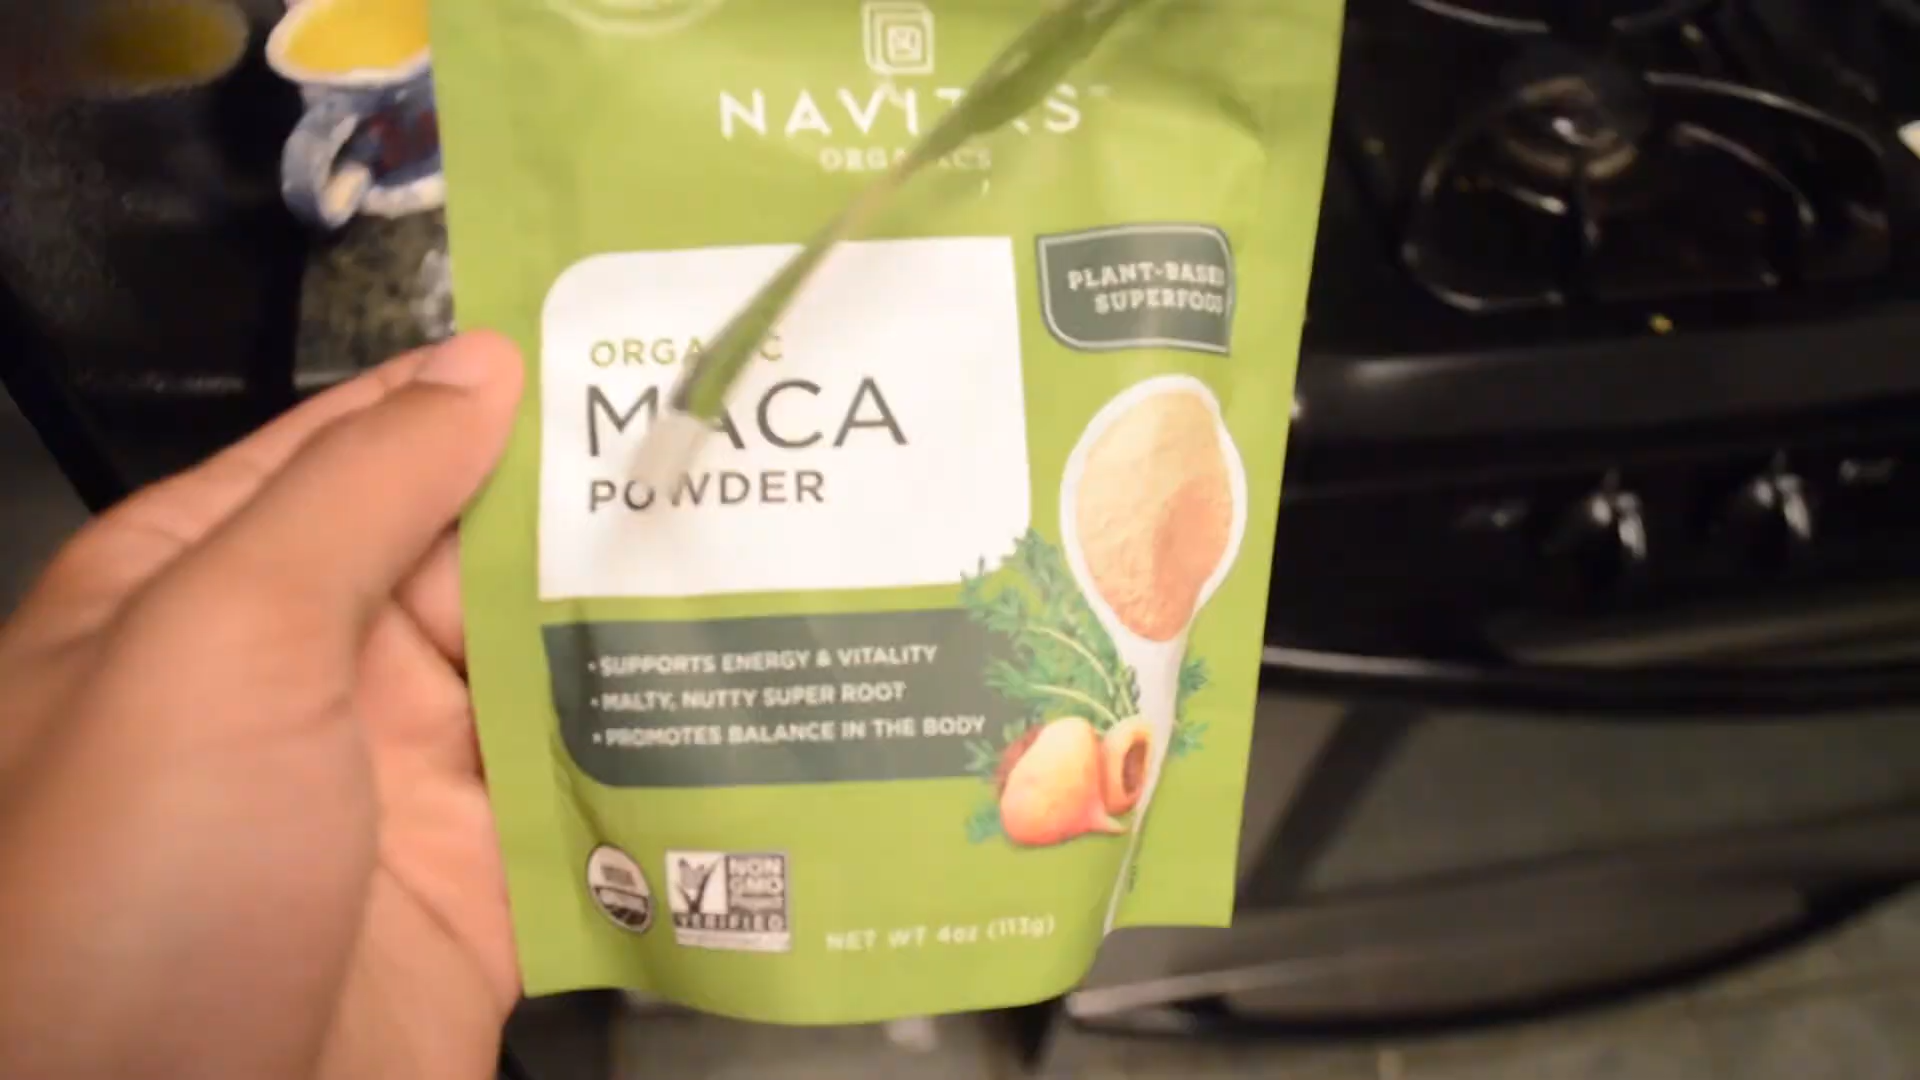 NAVITAS
ORGANICS
PLANT-BASED
SUPERFOOD
ORGANIC
MACA
POWDER
• SUPPORTS ENERGY & VITALITY
• MALTY, NUTTY SUPER ROOT
• PROMOTES BALANCE IN THE BODY
NON
GMO
Project
VERIFIED
NET WT 4oz (113g)